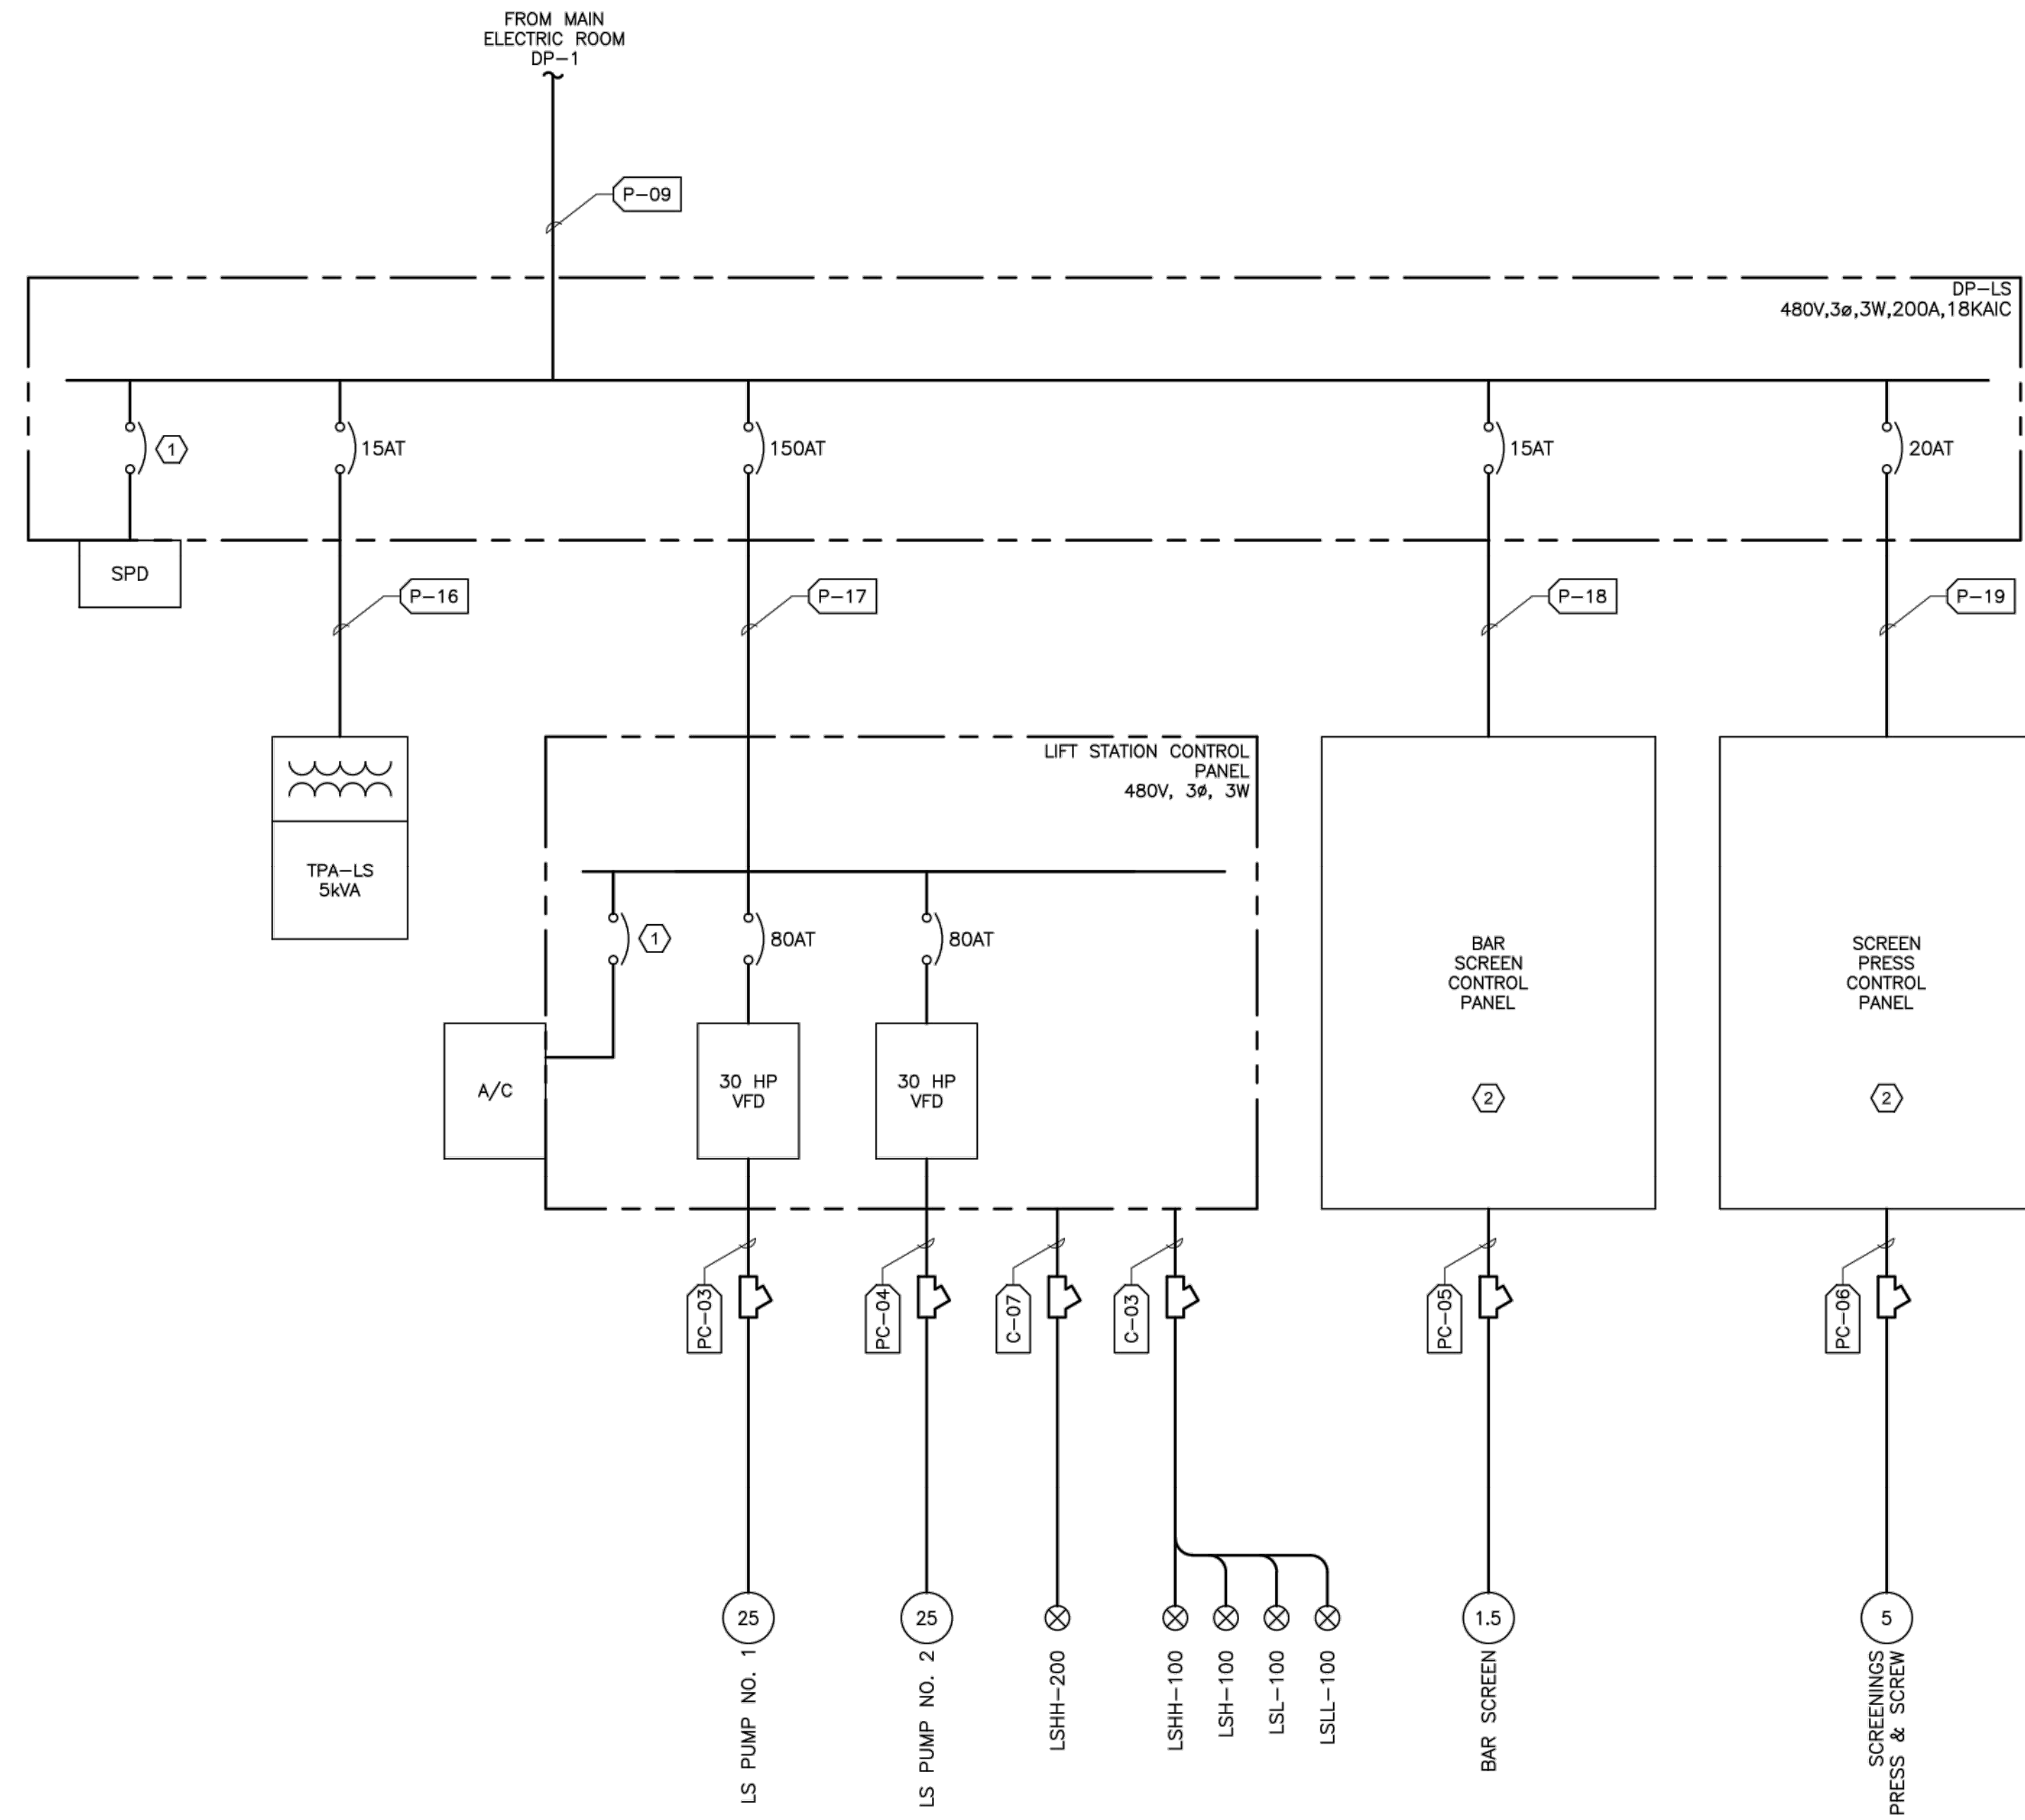 FROM MAIN
ELECTRIC ROOM
DP-1
P-09
DP-LS
480V,3ø,3W,200A,18KAIC
1
15AT
150AT
15AT
20AT
SPD
P-16
P-17
P-18
P-19
LIFT STATION CONTROL
PANEL
480V, 3ø, 3W
TPA-LS
5kVA
1
80AT
80AT
BAR
SCREEN
CONTROL
PANEL
SCREEN
PRESS
CONTROL
PANEL
A/C
30 HP
VFD
30 HP
VFD
2
2
PC-03
PC-04
C-07
C-03
PC-05
PC-06
25
25
1.5
5
LS PUMP NO. 1
LS PUMP NO. 2
LSHH-200
LSHH-100
LSH-100
LSL-100
LSLL-100
BAR SCREEN
SCREENINGS
PRESS & SCREW